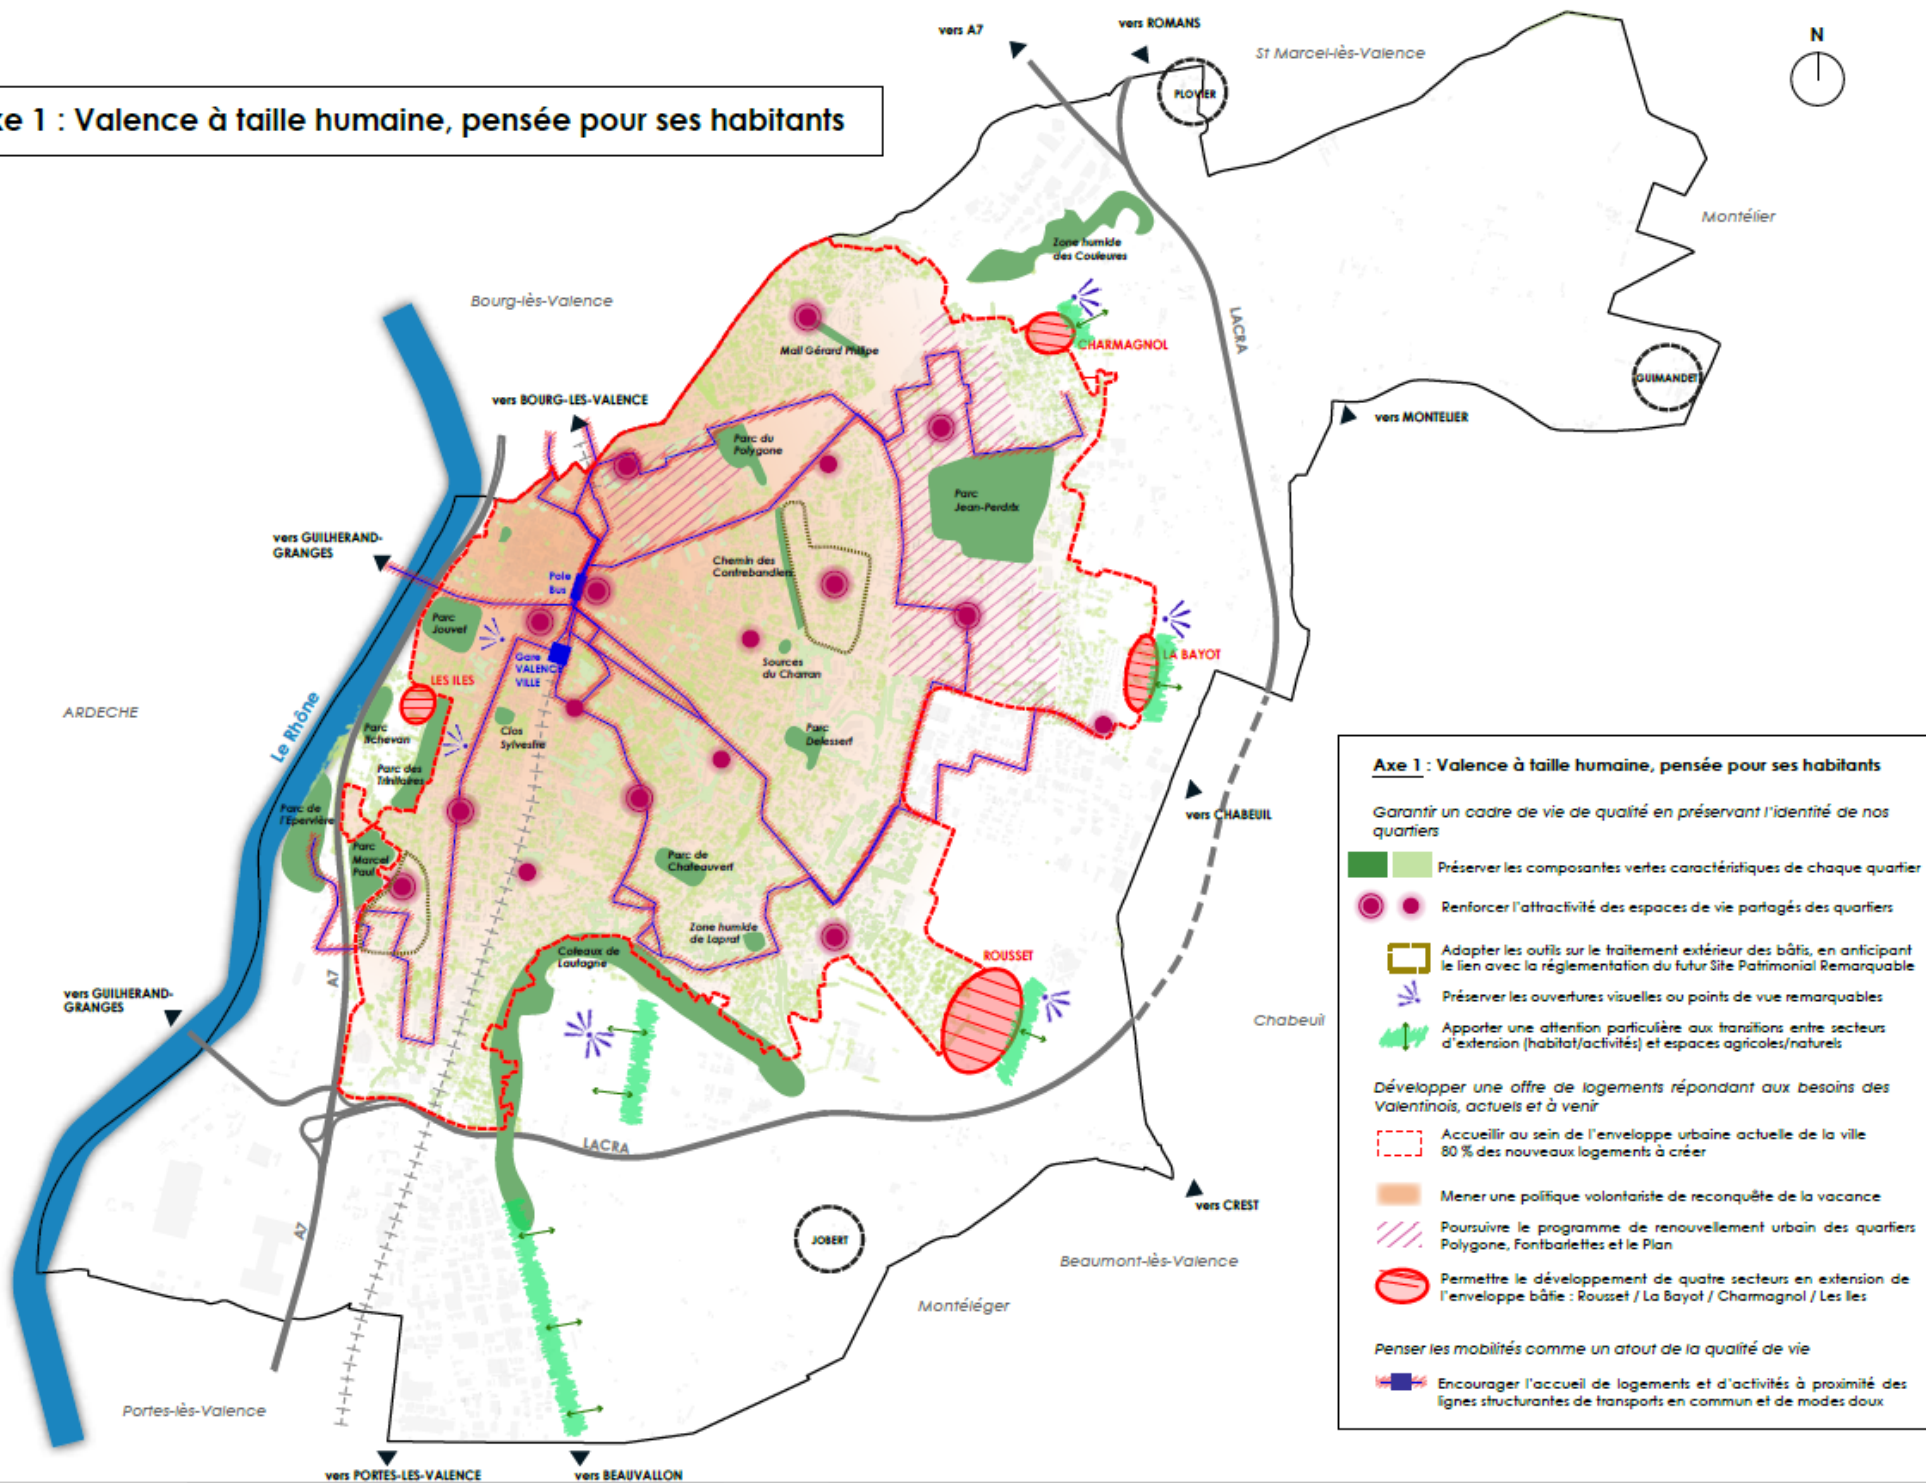 vers A7
vers ROMANS
St Marcel-lès-Valence
N
PLOVIER
xe 1 : Valence à taille humaine, pensée pour ses habitants
Montélier
Zone humide
des Couleures
Bourg-lès-Valence
LACRA
CHARMAGNOL
Mail Gérard Philipe
GUIMANDET
vers BOURG-LES-VALENCE
vers MONTELIER
Parc du
Polygone
Parc
Jean-Perdrix
vers GUILHERAND-
GRANGES
Chemin des
Contrebandiers
Pole
Bus
Parc
Jouvet
Gare
VALENCE
VILLE
Sources
du Charran
LA BAYOT
LES ILES
ARDECHE
Le Rhône
Parc
Itchevan
Clos
Sylvestre
Parc
Delessert
Parc des
Trinitaires
Parc de
l'Epervière
vers CHABEUIL
Parc
Marcel
Paul
Parc de
Chateauvert
Zone humide
de Laprat
Coteaux de
Lautagne
ROUSSET
A7
vers GUILHERAND-
GRANGES
Chabeuil
LACRA
vers CREST
A7
JOBERT
Beaumont-lès-Valence
Montéléger
Portes-lès-Valence
vers PORTES-LES-VALENCE
vers BEAUVALLON
Axe 1 : Valence à taille humaine, pensée pour ses habitants
Garantir un cadre de vie de qualité en préservant l'identité de nos
quartiers
Préserver les composantes vertes caractéristiques de chaque quartier
Renforcer l'attractivité des espaces de vie partagés des quartiers
Adapter les outils sur le traitement extérieur des bâtis, en anticipant
le lien avec la réglementation du futur Site Patrimonial Remarquable
Préserver les ouvertures visuelles ou points de vue remarquables
Apporter une attention particulière aux transitions entre secteurs
d'extension (habitat/activités) et espaces agricoles/naturels
Développer une offre de logements répondant aux besoins des
Valentinois, actuels et à venir
Accueillir au sein de l'enveloppe urbaine actuelle de la ville
80 % des nouveaux logements à créer
Mener une politique volontariste de reconquête de la vacance
Poursuivre le programme de renouvellement urbain des quartiers
Polygone, Fontbarlettes et le Plan
Permettre le développement de quatre secteurs en extension de
l'enveloppe bâtie : Rousset / La Bayot / Charmagnol / Les Iles
Penser les mobilités comme un atout de la qualité de vie
Encourager l'accueil de logements et d'activités à proximité des
lignes structurantes de transports en commun et de modes doux